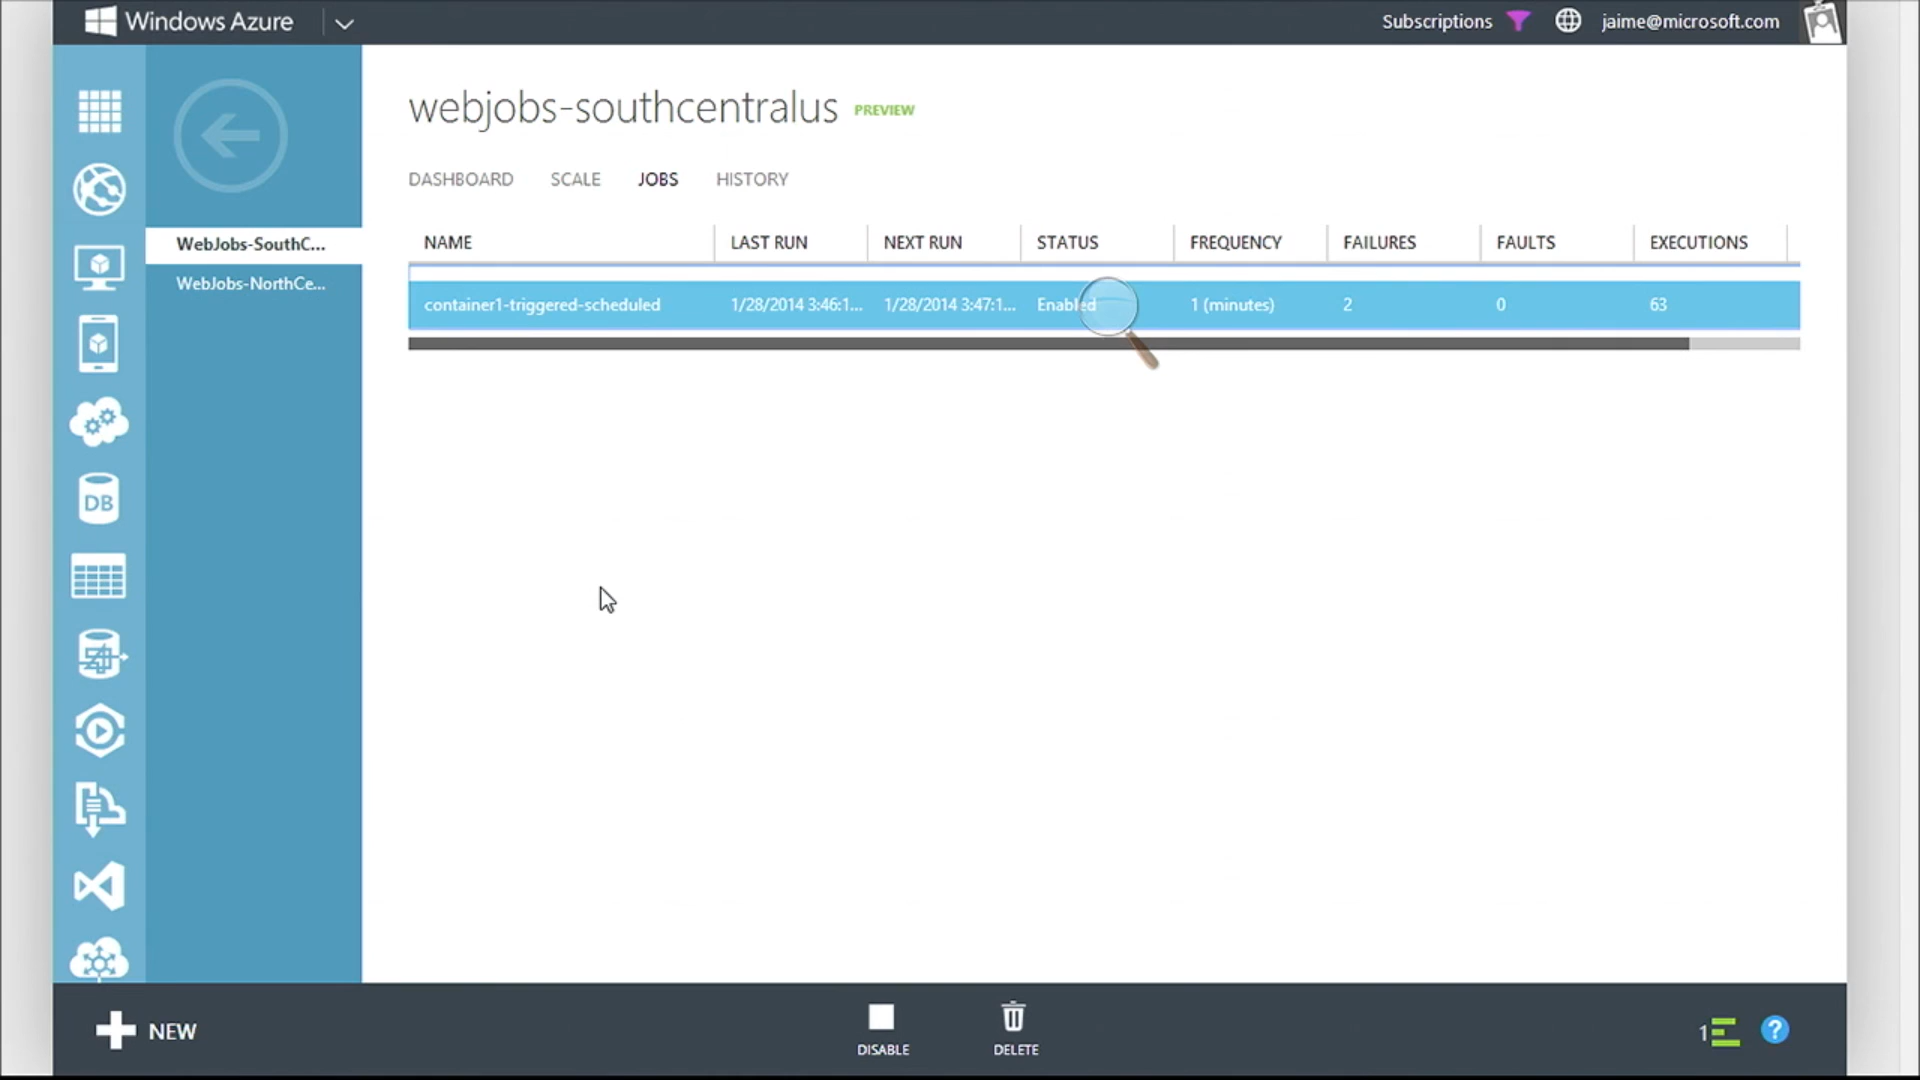 Windows Azure
Subscriptions
jaime@microsoft.com
webjobs-southcentralus PREVIEW
DASHBOARD SCALE JOBS HISTORY
WebJobs-SouthC...
WebJobs-NorthCe...
NAME LAST RUN NEXT RUN STATUS FREQUENCY FAILURES FAULTS EXECUTIONS
container1-triggered-scheduled 1/28/2014 3:46:1... 1/28/2014 3:47:1... Enabled 1 (minutes) 2 0 63
DB
NEW
DISABLE
DELETE
1
?